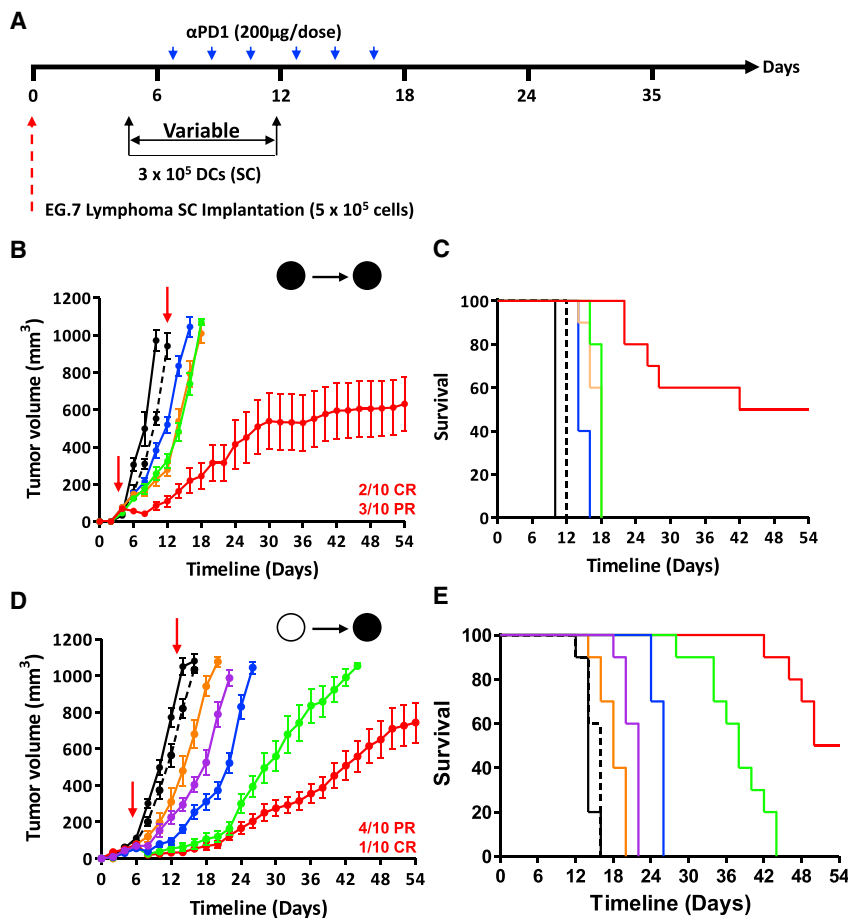 A
αPD1 (200µg/dose)
Days
0 6 12 18 24 35
Variable
3 x 10⁵ DCs (SC)
EG.7 Lymphoma SC Implantation (5 x 10⁵ cells)
B
Tumor volume (mm³)
1200
1000
800
600
400
200
0
2/10 CR
3/10 PR
0 6 12 18 24 30 36 42 48 54
Timeline (Days)
C
Survival
100
80
60
40
20
0
0 6 12 18 24 30 36 42 48 54
Timeline (Days)
D
Tumor volume (mm³)
1200
1000
800
600
400
200
0
4/10 PR
1/10 CR
0 6 12 18 24 30 36 42 48 54
Timeline (Days)
E
Survival
100
80
60
40
20
0
0 6 12 18 24 30 36 42 48 54
Timeline (Days)